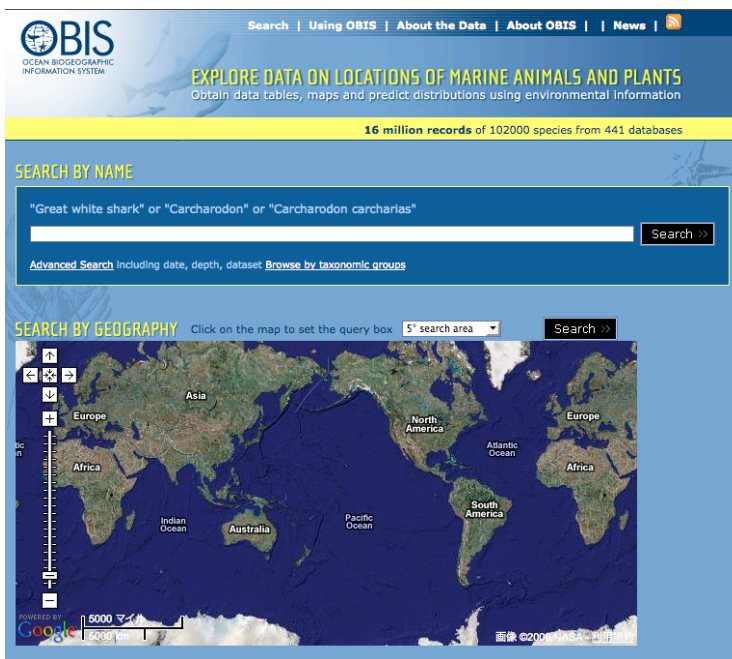 Search | Using OBIS | About the Data | About OBIS | | News |
OBIS
OCEAN BIOGEOGRAPHIC
INFORMATION SYSTEM
EXPLORE DATA ON LOCATIONS OF MARINE ANIMALS AND PLANTS
Obtain data tables, maps and predict distributions using environmental information
16 million records of 102000 species from 441 databases
SEARCH BY NAME
"Great white shark" or "Carcharodon" or "Carcharodon carcharias"
Search »
Advanced Search including date, depth, dataset Browse by taxonomic groups
SEARCH BY GEOGRAPHY Click on the map to set the query box 5° search area Search »
Asia
Europe
North
America
Europe
Atlantic
Ocean
tic
n
Africa
Africa
South
America
Indian
Ocean
Australia
Pacific
Ocean
POWERED BY
Google
5000 マイル
5000 km
画像 ©2008 NASA - 利用規約